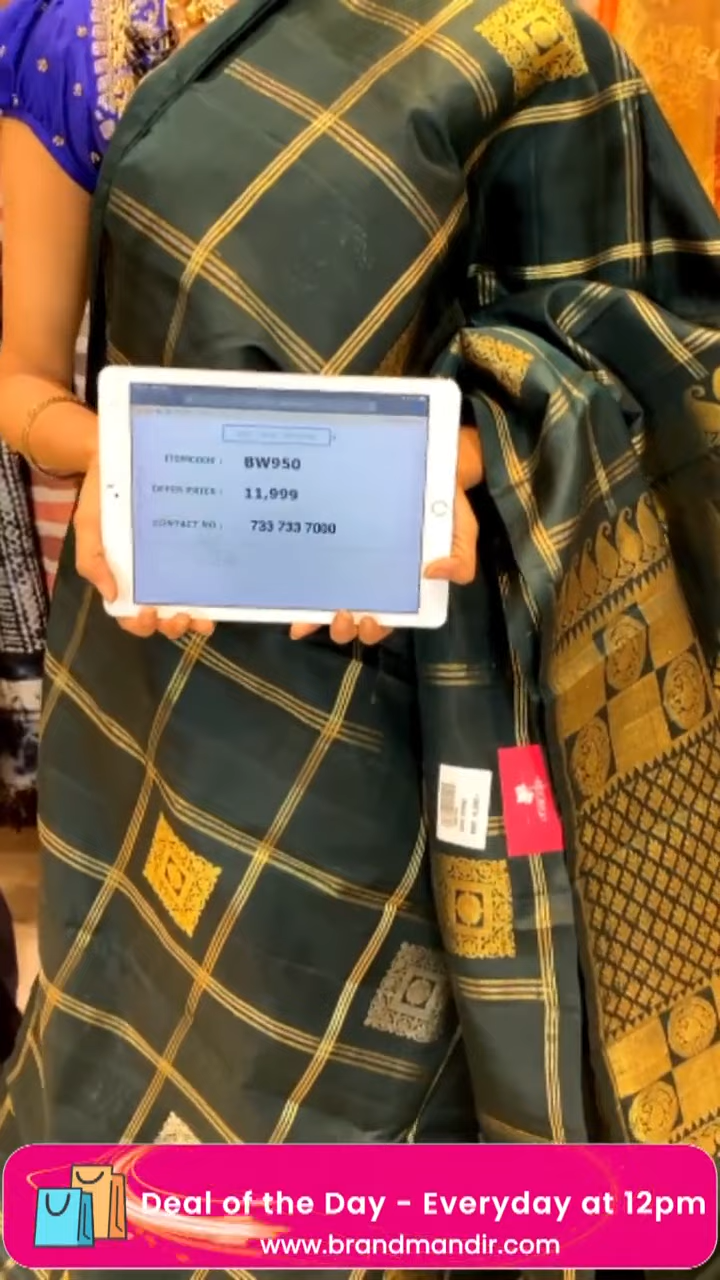 ITEMCODE : BW950
OFFER PRICE : 11,999
CONTACT NO : 733 733 7000
Deal of the Day - Everyday at 12pm
www.brandmandir.com